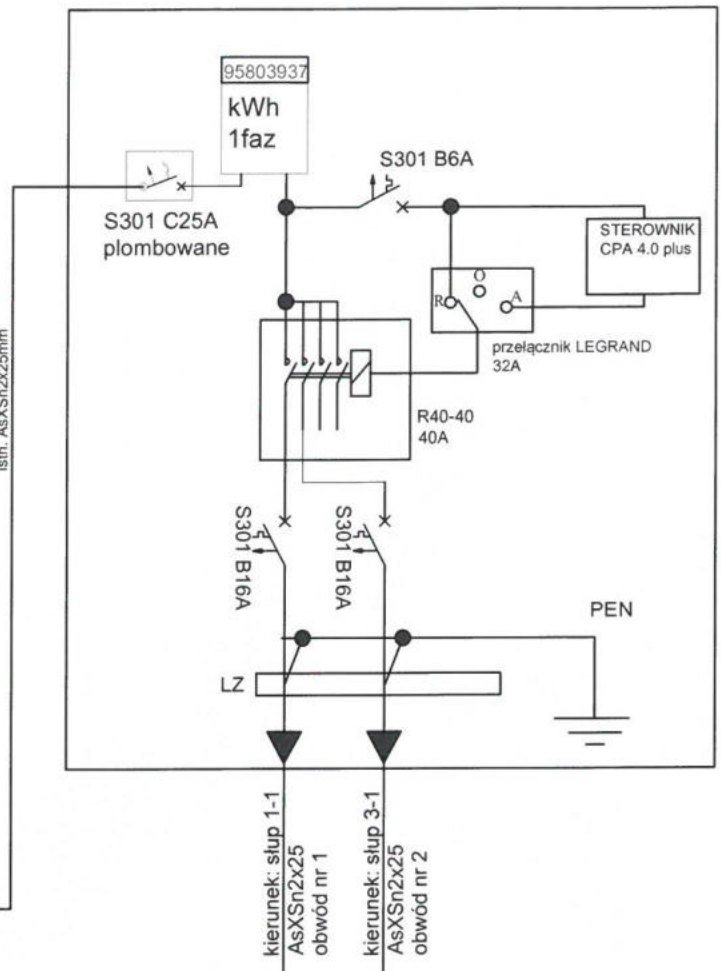 95803937
kWh
1faz
S301 C25A
plombowane
S301 B6A
STEROWNIK
CPA 4.0 plus
R
O
A
przełącznik LEGRAND
32A
R40-40
40A
S301 B16A
S301 B16A
PEN
LZ
istn. AsXSn2x25mm
kierunek: słup 1-1
AsXSn2x25
obwód nr 1
kierunek: słup 3-1
AsXSn2x25
obwód nr 2